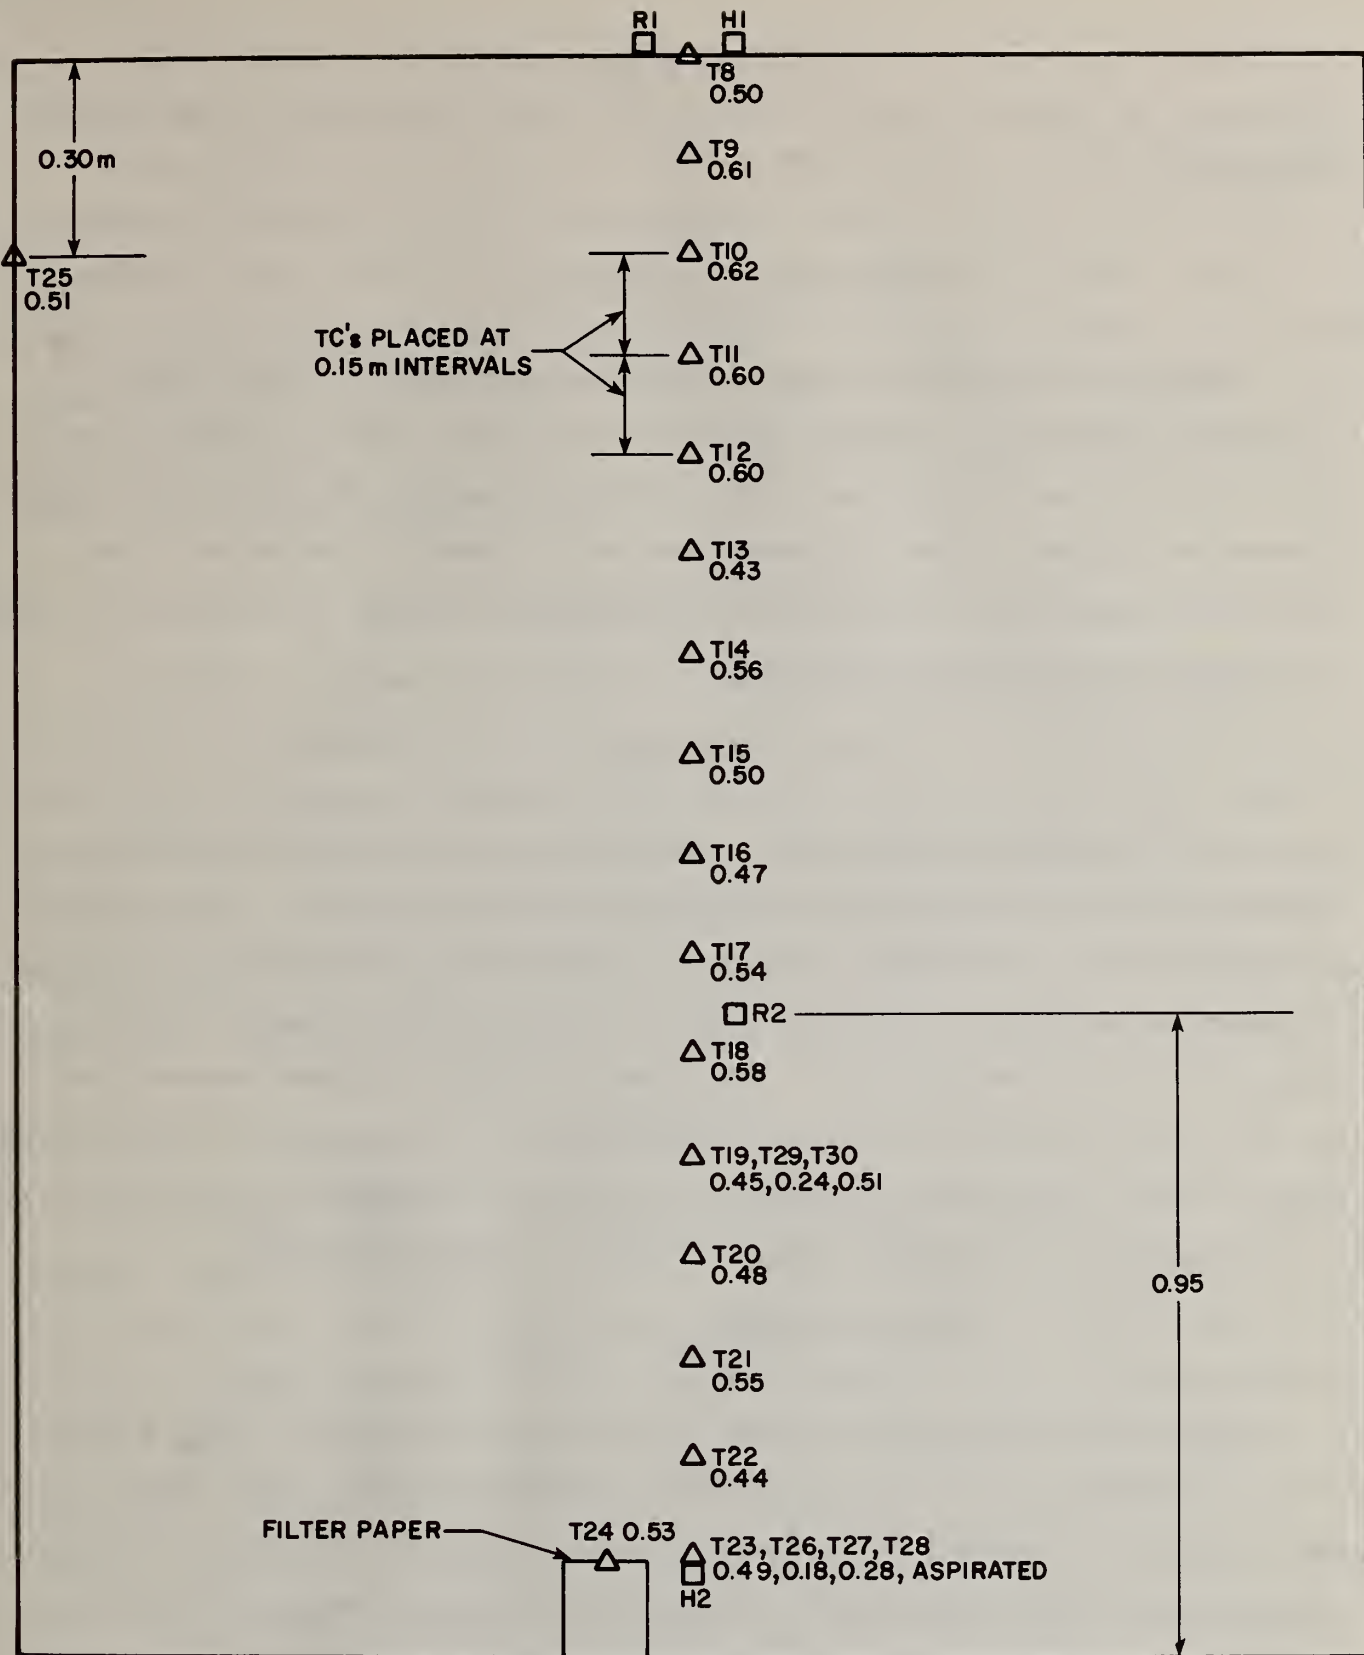 R1 H1
T8
0.50
0.30m
T9
0.61
T10
0.62
T25
0.51
TC's PLACED AT
0.15m INTERVALS
T11
0.60
T12
0.60
T13
0.43
T14
0.56
T15
0.50
T16
0.47
T17
0.54
R2
T18
0.58
T19,T29,T30
0.45,0.24,0.51
T20
0.48
0.95
T21
0.55
T22
0.44
FILTER PAPER
T24 0.53
T23,T26,T27,T28
0.49,0.18,0.28, ASPIRATED
H2